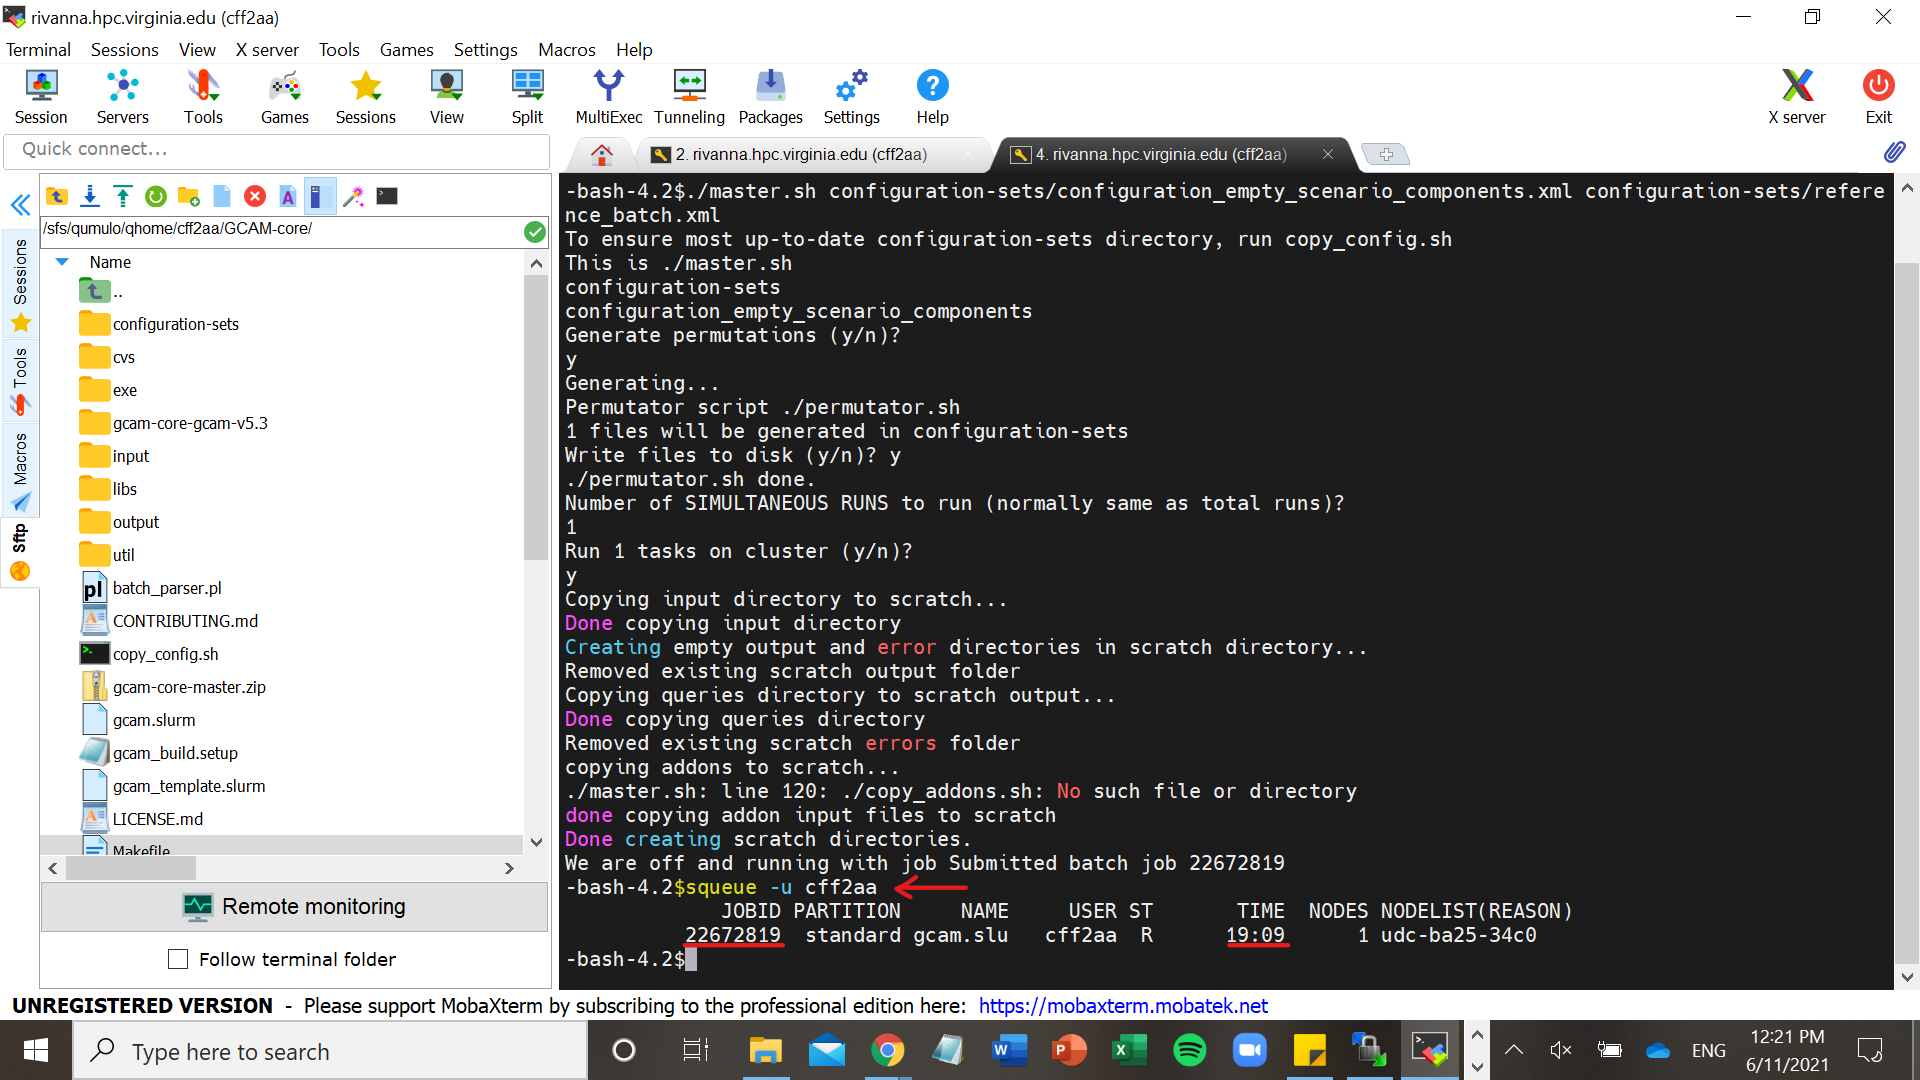 rivanna.hpc.virginia.edu (cff2aa)
Terminal Sessions View X server Tools Games Settings Macros Help
Session Servers Tools Games Sessions View Split MultiExec Tunneling Packages Settings Help X server Exit
Quick connect...
2. rivanna.hpc.virginia.edu (cff2aa)
4. rivanna.hpc.virginia.edu (cff2aa)
Sessions
Tools
Macros
Sftp
/sfs/qumulo/qhome/cff2aa/GCAM-core/
Name
..
configuration-sets
cvs
exe
gcam-core-gcam-v5.3
input
libs
output
util
pl batch_parser.pl
CONTRIBUTING.md
copy_config.sh
gcam-core-master.zip
gcam.slurm
gcam_build.setup
gcam_template.slurm
LICENSE.md
Makefile
Remote monitoring
Follow terminal folder
-bash-4.2$./master.sh configuration-sets/configuration_empty_scenario_components.xml configuration-sets/refere
nce_batch.xml
To ensure most up-to-date configuration-sets directory, run copy_config.sh
This is ./master.sh
configuration-sets
configuration_empty_scenario_components
Generate permutations (y/n)?
y
Generating...
Permutator script ./permutator.sh
1 files will be generated in configuration-sets
Write files to disk (y/n)? y
./permutator.sh done.
Number of SIMULTANEOUS RUNS to run (normally same as total runs)?
1
Run 1 tasks on cluster (y/n)?
y
Copying input directory to scratch...
Done copying input directory
Creating empty output and error directories in scratch directory...
Removed existing scratch output folder
Copying queries directory to scratch output...
Done copying queries directory
Removed existing scratch errors folder
copying addons to scratch...
./master.sh: line 120: ./copy_addons.sh: No such file or directory
done copying addon input files to scratch
Done creating scratch directories.
We are off and running with job Submitted batch job 22672819
-bash-4.2$squeue -u cff2aa
JOBID PARTITION NAME USER ST TIME NODES NODELIST(REASON)
22672819 standard gcam.slu cff2aa R 19:09 1 udc-ba25-34c0
-bash-4.2$
UNREGISTERED VERSION - Please support MobaXterm by subscribing to the professional edition here: https://mobaxterm.mobatek.net
Type here to search
ENG
12:21 PM
6/11/2021